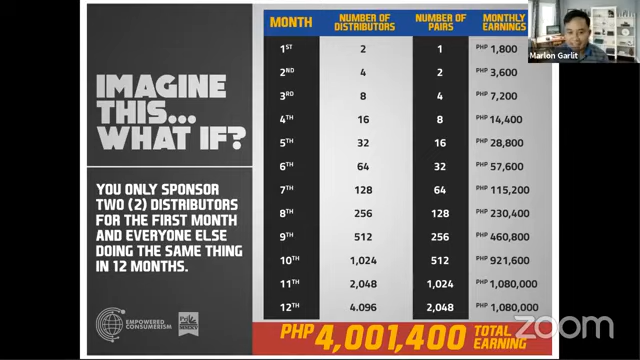 IMAGINE
THIS...
WHAT IF?
YOU ONLY SPONSOR
TWO (2) DISTRIBUTORS
FOR THE FIRST MONTH
AND EVERYONE ELSE
DOING THE SAME THING
IN 12 MONTHS.
EMPOWERED
CONSUMERISM
MONTH NUMBER OF DISTRIBUTORS NUMBER OF PAIRS MONTHLY EARNINGS
1ST 2 1 PHP 1,800
2ND 4 2 PHP 3,600
3RD 8 4 PHP 7,200
4TH 16 8 PHP 14,400
5TH 32 16 PHP 28,800
6TH 64 32 PHP 57,600
7TH 128 64 PHP 115,200
8TH 256 128 PHP 230,400
9TH 512 256 PHP 460,800
10TH 1,024 512 PHP 921,600
11TH 2,048 1,024 PHP 1,080,000
12TH 4.096 2,048 PHP 1,080,000
PHP 4,001,400 TOTAL EARNING
Marlon Garlit
zoom